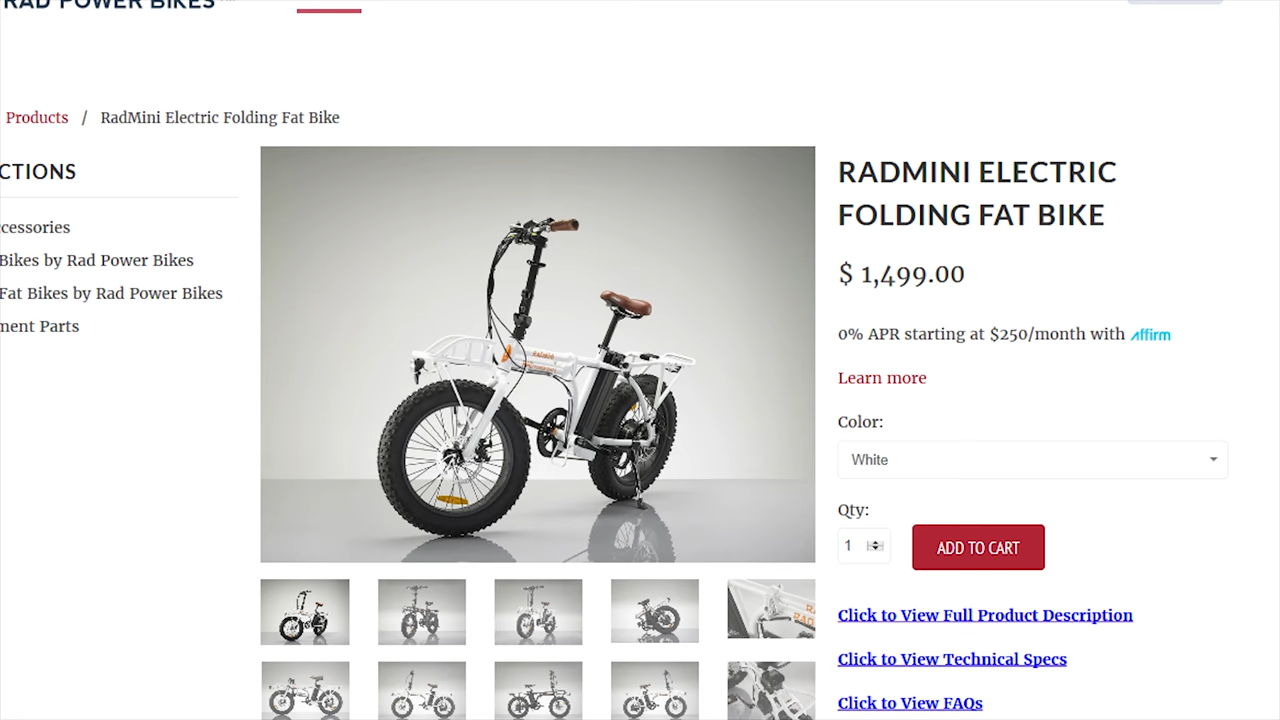 RAD POWER BIKES
Products / RadMini Electric Folding Fat Bike
CTIONS
cessories
Bikes by Rad Power Bikes
Fat Bikes by Rad Power Bikes
ment Parts
RADMINI
RADMINI ELECTRIC
FOLDING FAT BIKE
$ 1,499.00
0% APR starting at $250/month with affirm
Learn more
Color:
White
Qty:
1
ADD TO CART
Click to View Full Product Description
Click to View Technical Specs
Click to View FAQs